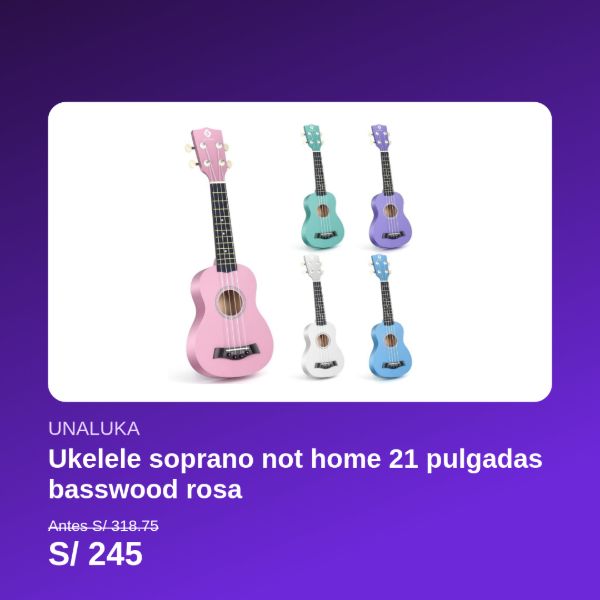 UNALUKA
Ukelele soprano not home 21 pulgadas
basswood rosa
Antes S/ 318.75
S/ 245